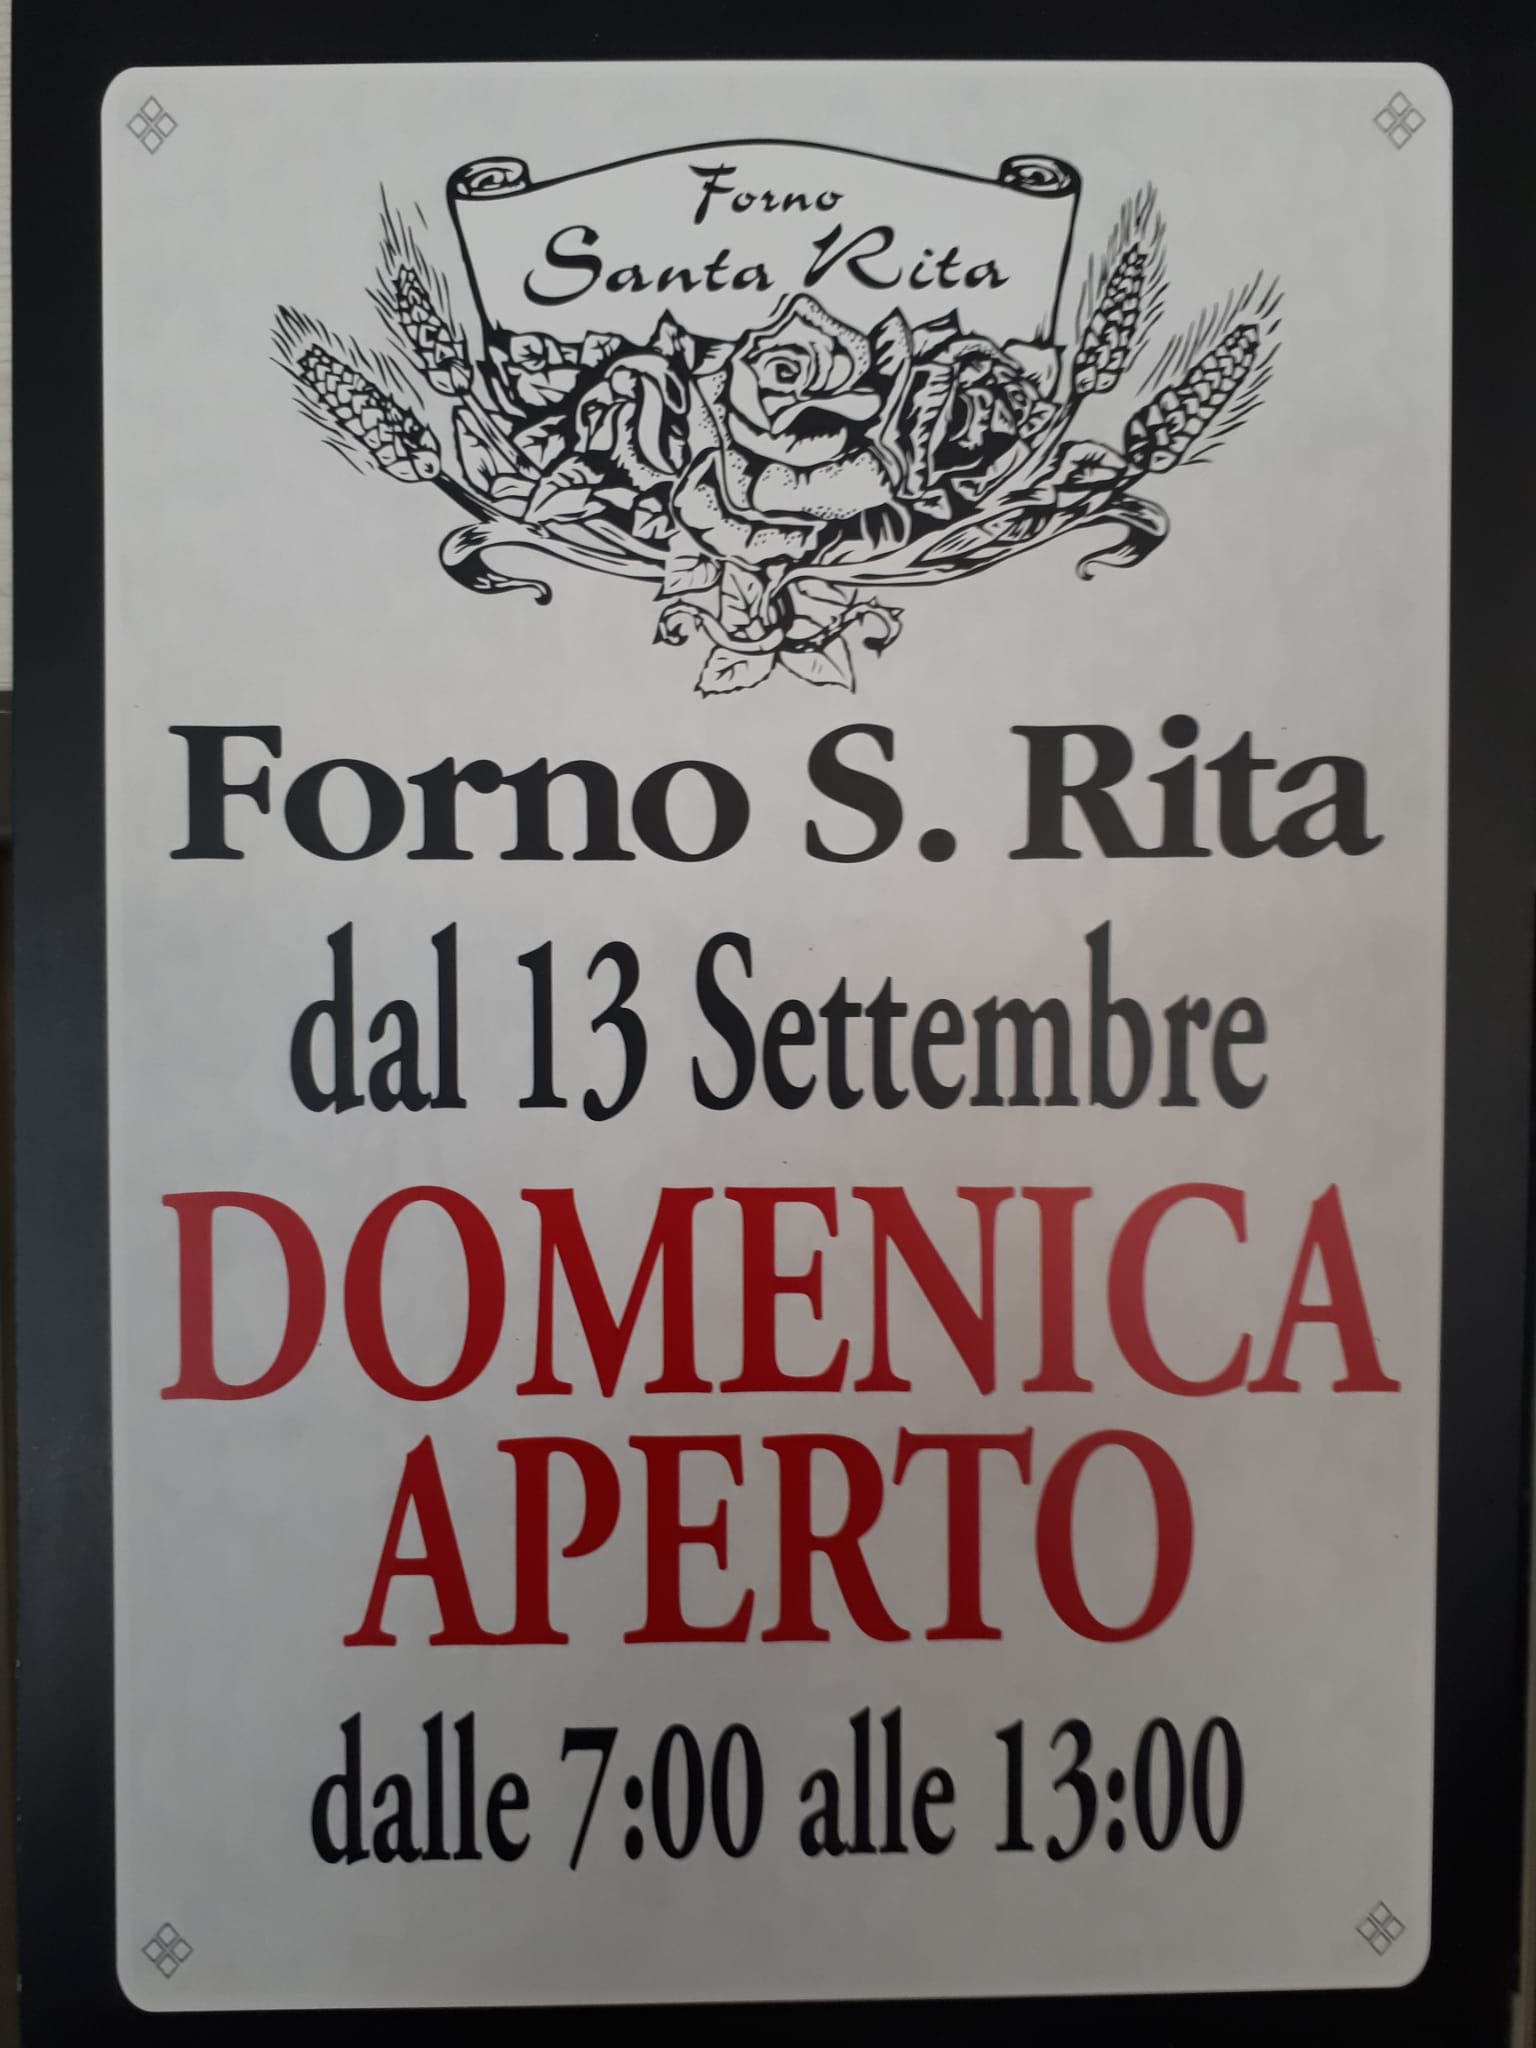 Forno
Santa Rita
Forno S. Rita
dal 13 Settembre
DOMENICA
APERTO
dalle 7:00 alle 13:00